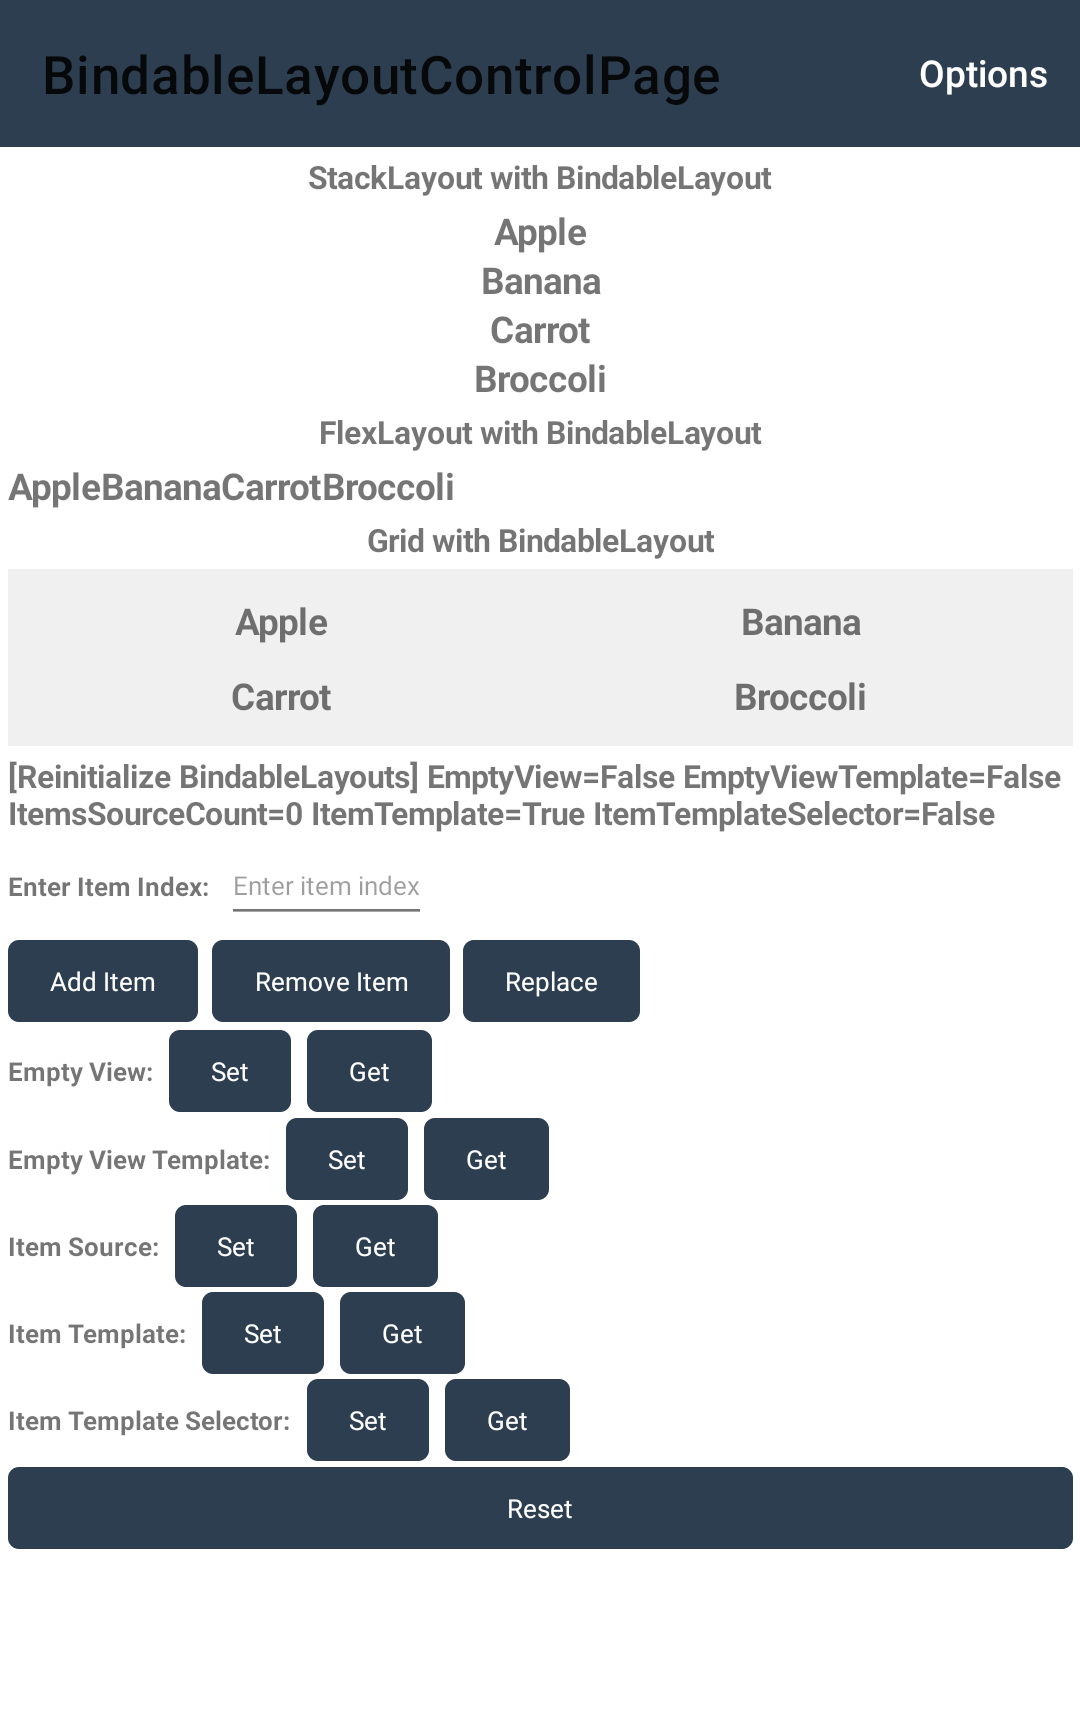 BindableLayoutControlPage Options
StackLayout with BindableLayout
Apple
Banana
Carrot
Broccoli
FlexLayout with BindableLayout
AppleBananaCarrotBroccoli
Grid with BindableLayout
Apple Banana
Carrot Broccoli
[Reinitialize BindableLayouts] EmptyView=False EmptyViewTemplate=False
ItemsSourceCount=0 ItemTemplate=True ItemTemplateSelector=False
Enter Item Index: Enter item index
Add Item Remove Item Replace
Empty View: Set Get
Empty View Template: Set Get
Item Source: Set Get
Item Template: Set Get
Item Template Selector: Set Get
Reset